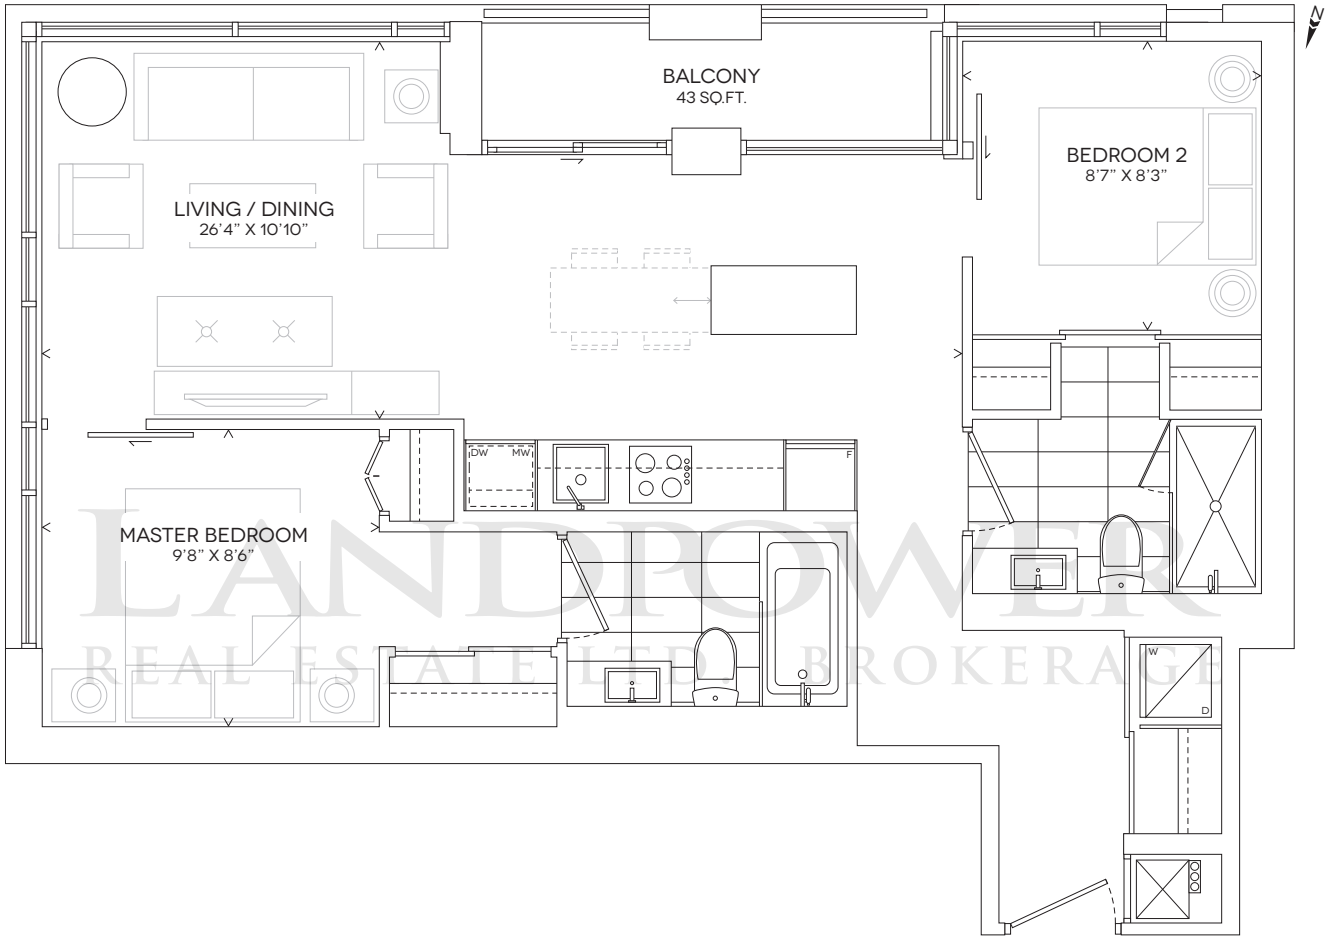 N
BALCONY
43 SQ.FT.
BEDROOM 2
8'7" X 8'3"
LIVING / DINING
26'4" X 10'10"
DW MW
F
MASTER BEDROOM
9'8" X 8'6"
LANDPOWER
REAL ESTATE LTD. BROKERAGE
W
D